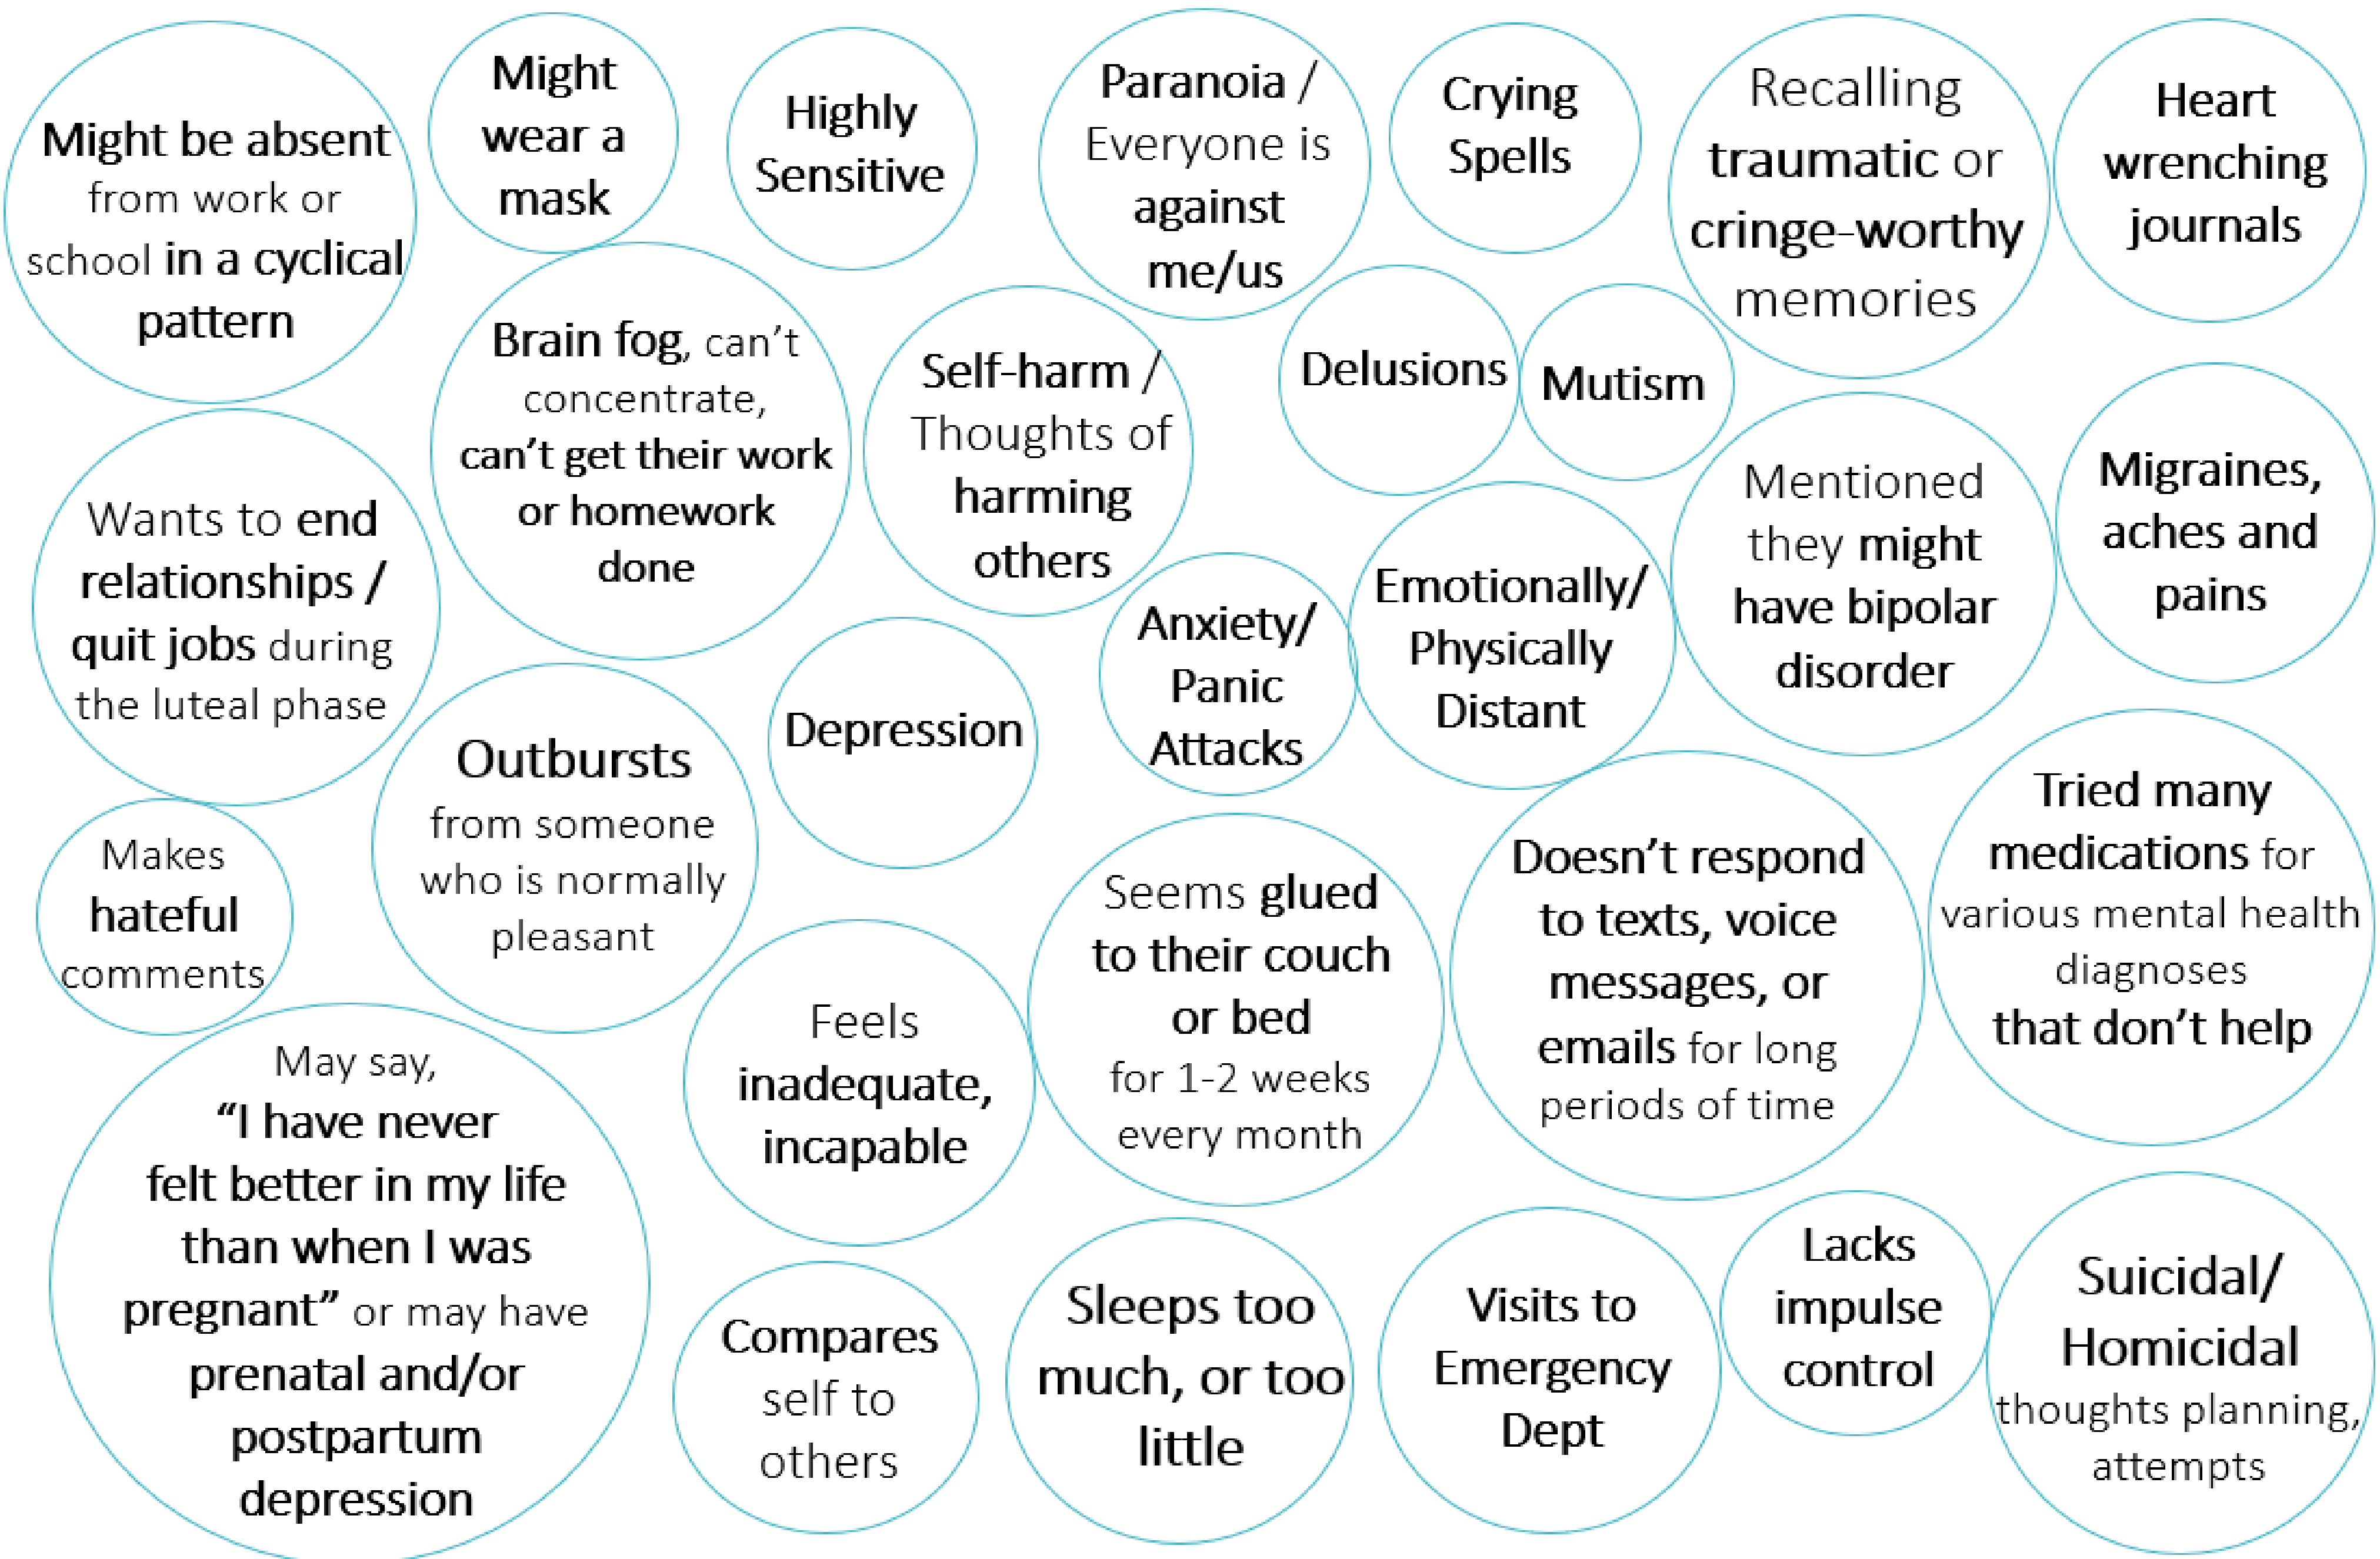 Might be absent
from work or
school in a cyclical
pattern
Might
wear a
mask
Highly
Sensitive
Paranoia /
Everyone is
against
me/us
Crying
Spells
Recalling
traumatic or
cringe-worthy
memories
Heart
wrenching
journals
Brain fog, can’t
concentrate,
can’t get their work
or homework
done
Self-harm /
Thoughts of
harming
others
Delusions
Mutism
Wants to end
relationships /
quit jobs during
the luteal phase
Mentioned
they might
have bipolar
disorder
Migraines,
aches and
pains
Anxiety/
Panic
Attacks
Emotionally/
Physically
Distant
Depression
Outbursts
from someone
who is normally
pleasant
Makes
hateful
comments
Seems glued
to their couch
or bed
for 1-2 weeks
every month
Doesn’t respond
to texts, voice
messages, or
emails for long
periods of time
Tried many
medications for
various mental health
diagnoses
that don’t help
Feels
inadequate,
incapable
May say,
“I have never
felt better in my life
than when I was
pregnant” or may have
prenatal and/or
postpartum
depression
Compares
self to
others
Sleeps too
much, or too
little
Visits to
Emergency
Dept
Lacks
impulse
control
Suicidal/
Homicidal
thoughts planning,
attempts